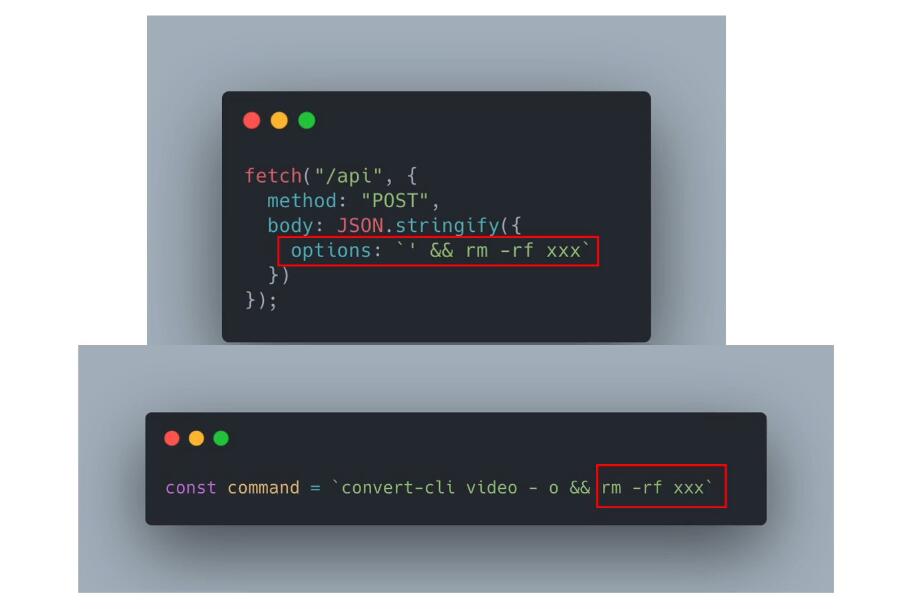 fetch("/api", {
method: "POST",
body: JSON.stringify({
options: `' && rm -rf xxx`
})
});
const command = `convert-cli video - o && rm -rf xxx`